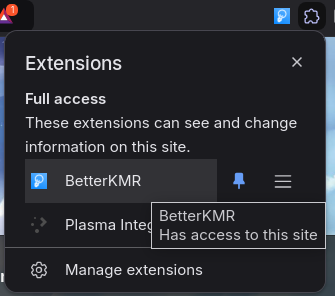 1
Extensions
Full access
These extensions can see and change
information on this site.
BetterKMR
Plasma Integ
BetterKMR
Has access to this site
Manage extensions